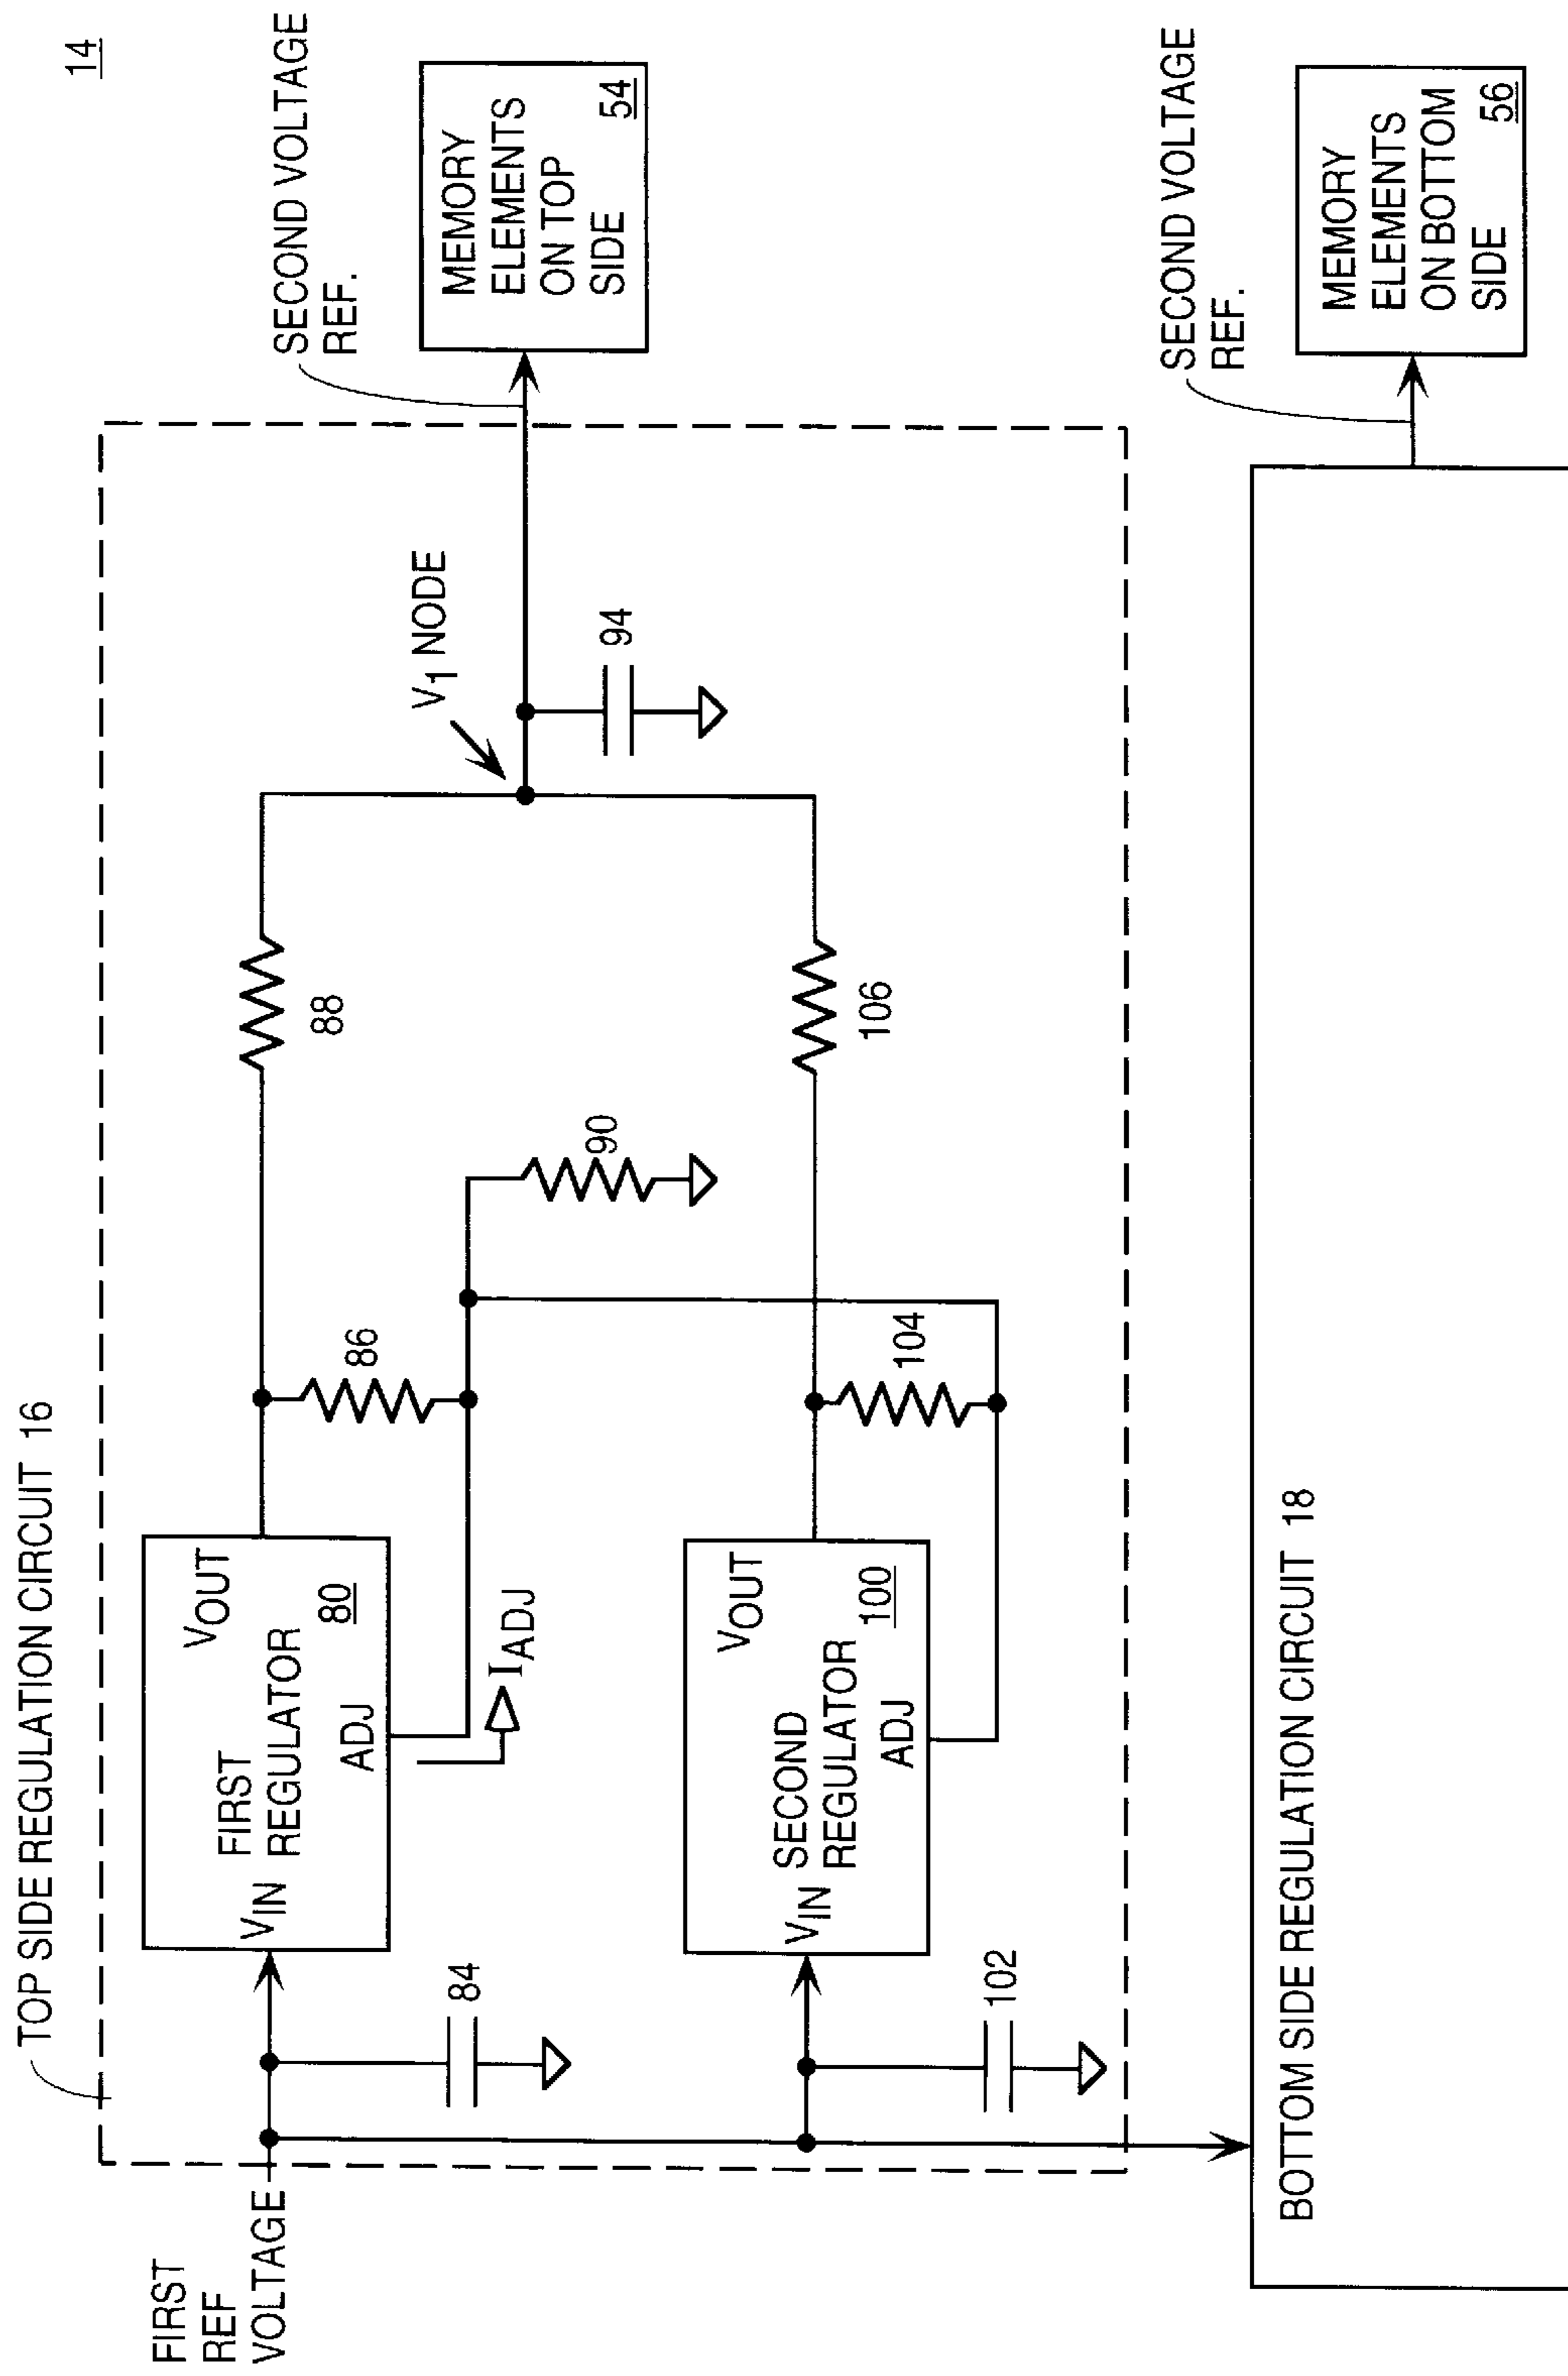 14
TOP SIDE REGULATION CIRCUIT 16
FIRST
REF
VOLTAGE
VIN
FIRST
REGULATOR
VOUT
80
ADJ
IADJ
84
86
88
90
V1 NODE
94
SECOND VOLTAGE
REF.
MEMORY
ELEMENTS
ON TOP
SIDE
54
VIN
SECOND
REGULATOR
VOUT
100
ADJ
102
104
106
BOTTOM SIDE REGULATION CIRCUIT 18
SECOND VOLTAGE
REF.
MEMORY
ELEMENTS
ON BOTTOM
SIDE
56